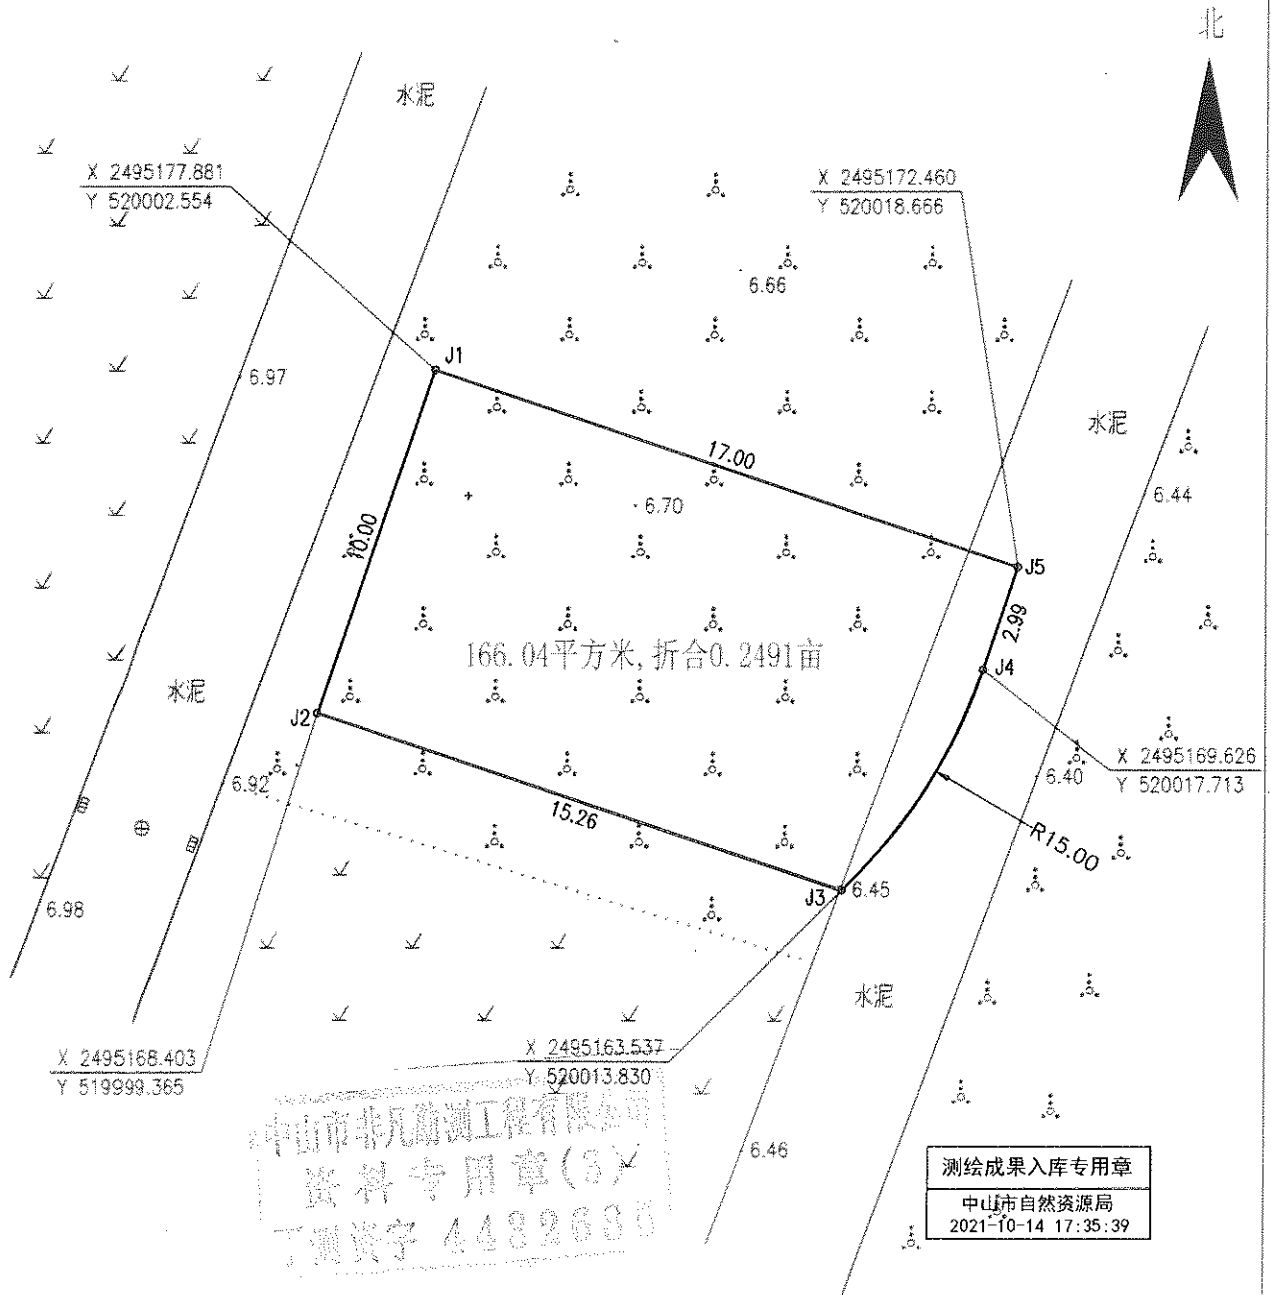 北
水泥
X 2495177.881
Y 520002.554
X 2495172.460
Y 520018.666
6.66
J1
6.97
水泥
17.00
6.44
6.70
10.00
J5
2.99
166.04平方米,折合0.2491亩
J4
水泥
J2
X 2495169.626
Y 520017.713
6.40
6.92
15.26
R15.00
J3
6.45
6.98
水泥
X 2495168.403
Y 519999.365
X 2495163.537
Y 520013.830
中山市非凡勘测工程有限公司
资料专用章(3)
丁测资字
6.46
测绘成果入库专用章
中山市自然资源局
2021-10-14 17:35:39